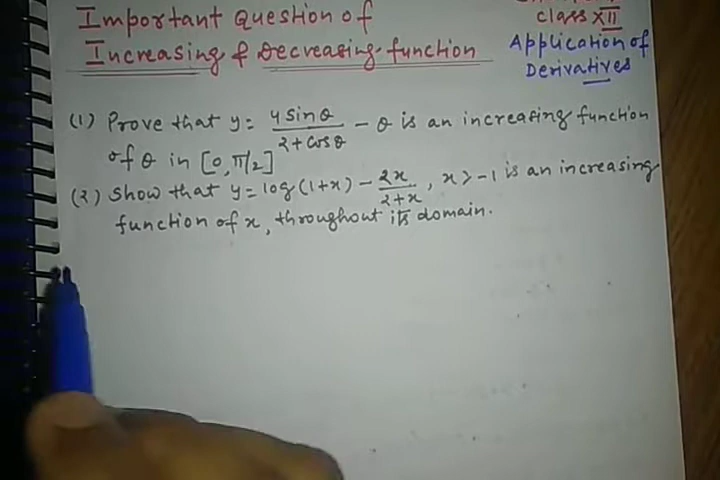 Important Question of
Increasing & Decreasing function
class XII
Application of
Derivatives
(1) Prove that y = 4sinθ/2+cosθ - θ is an increasing function
of θ in [0, π/2]
(2) Show that y = log(1+x) - 2x/2+x, x>-1 is an increasing
function of x, throughout its domain.